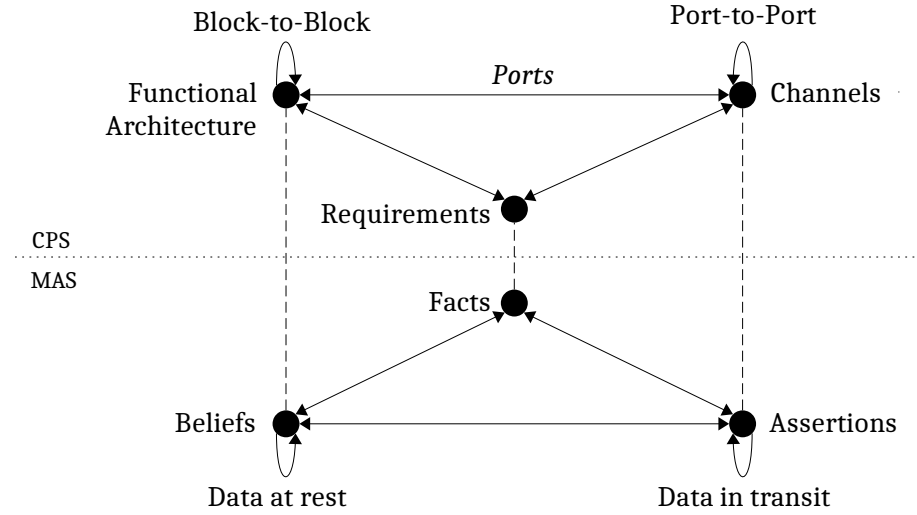 Block-to-Block
Port-to-Port
Ports
Functional
Architecture
Channels
Requirements
CPS
MAS
Facts
Beliefs
Assertions
Data at rest
Data in transit